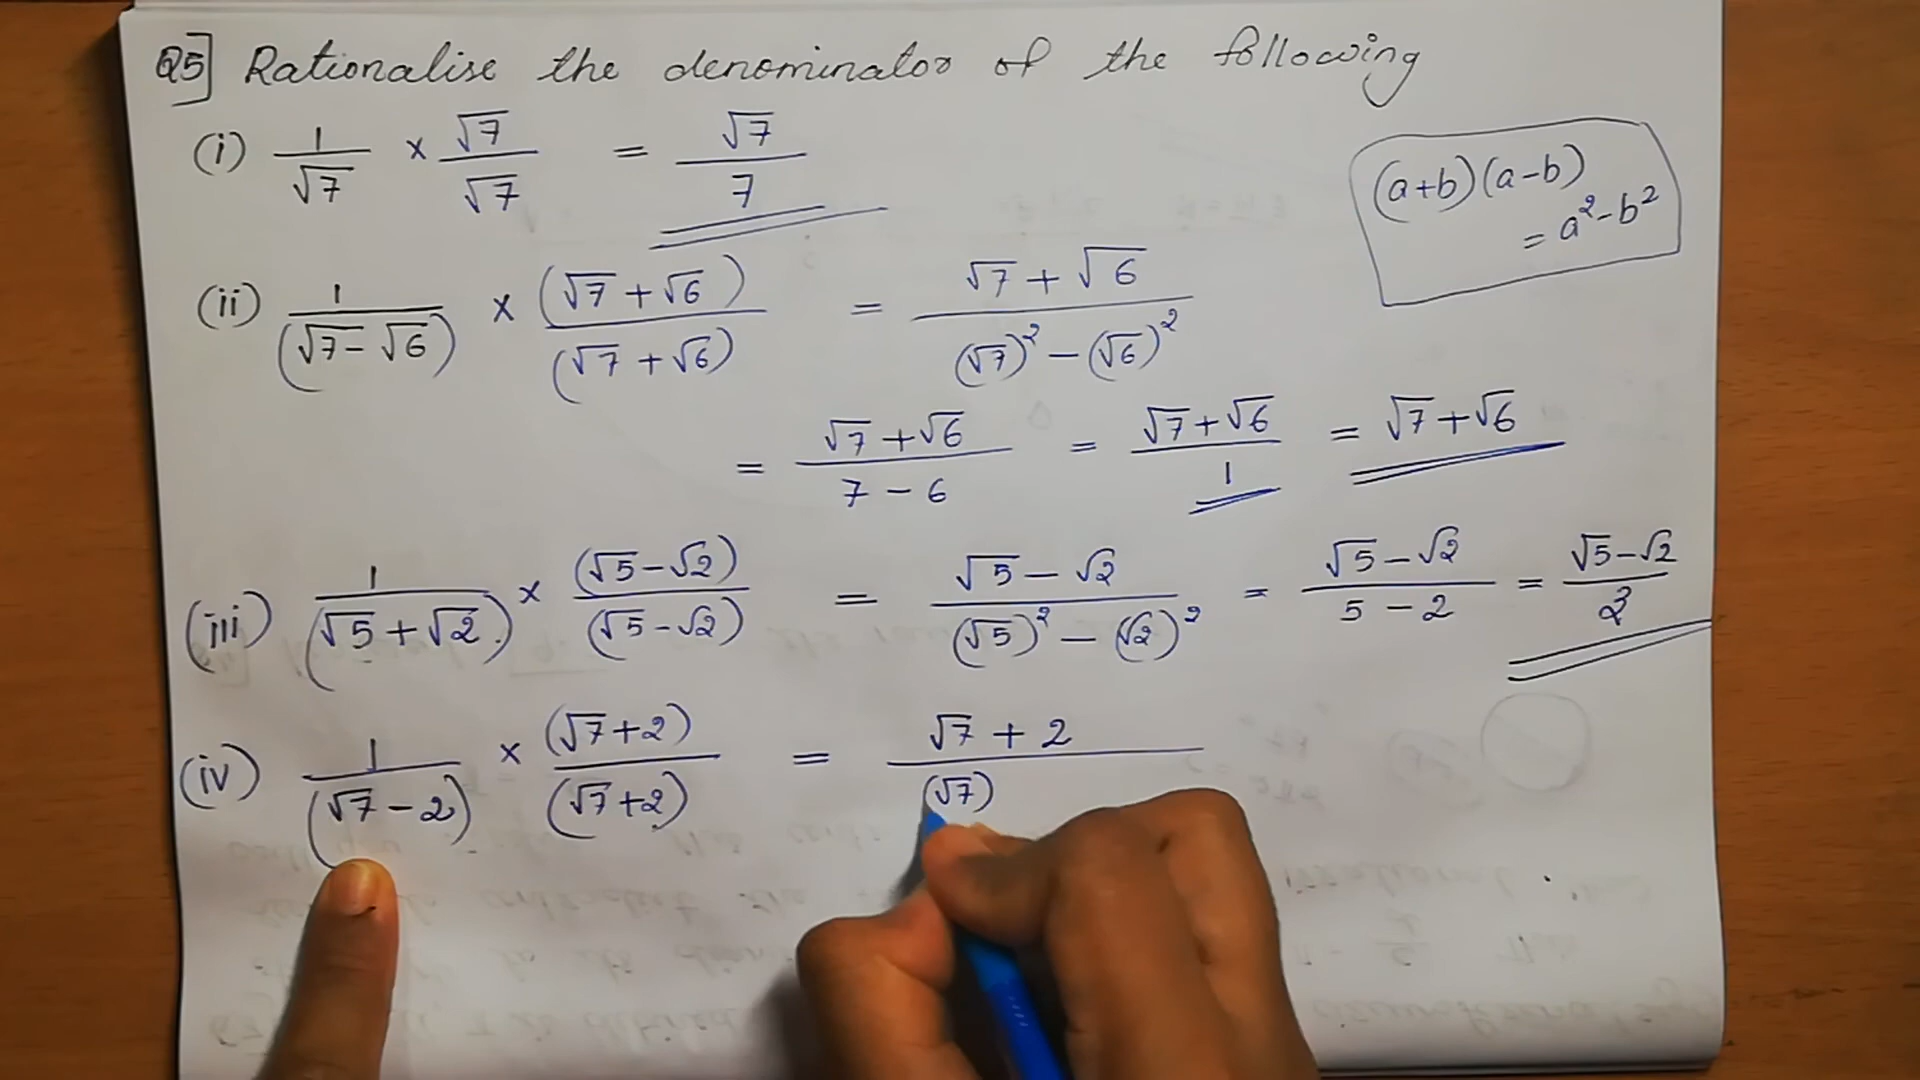 Q5] Rationalise the denominator of the following
(i) 1/√7 × √7/√7 = √7/7
(a+b)(a-b)
= a²-b²
(ii) 1/(√7-√6) × (√7+√6)/(√7+√6) = √7+√6/(√7)²-(√6)²
= √7+√6/7-6 = √7+√6/1 = √7+√6
(iii) 1/(√5+√2) × (√5-√2)/(√5-√2) = √5-√2/(√5)²-(√2)² = √5-√2/5-2 = √5-√2/3
(iv) 1/(√7-2) × (√7+2)/(√7+2) = √7+2/(√7)